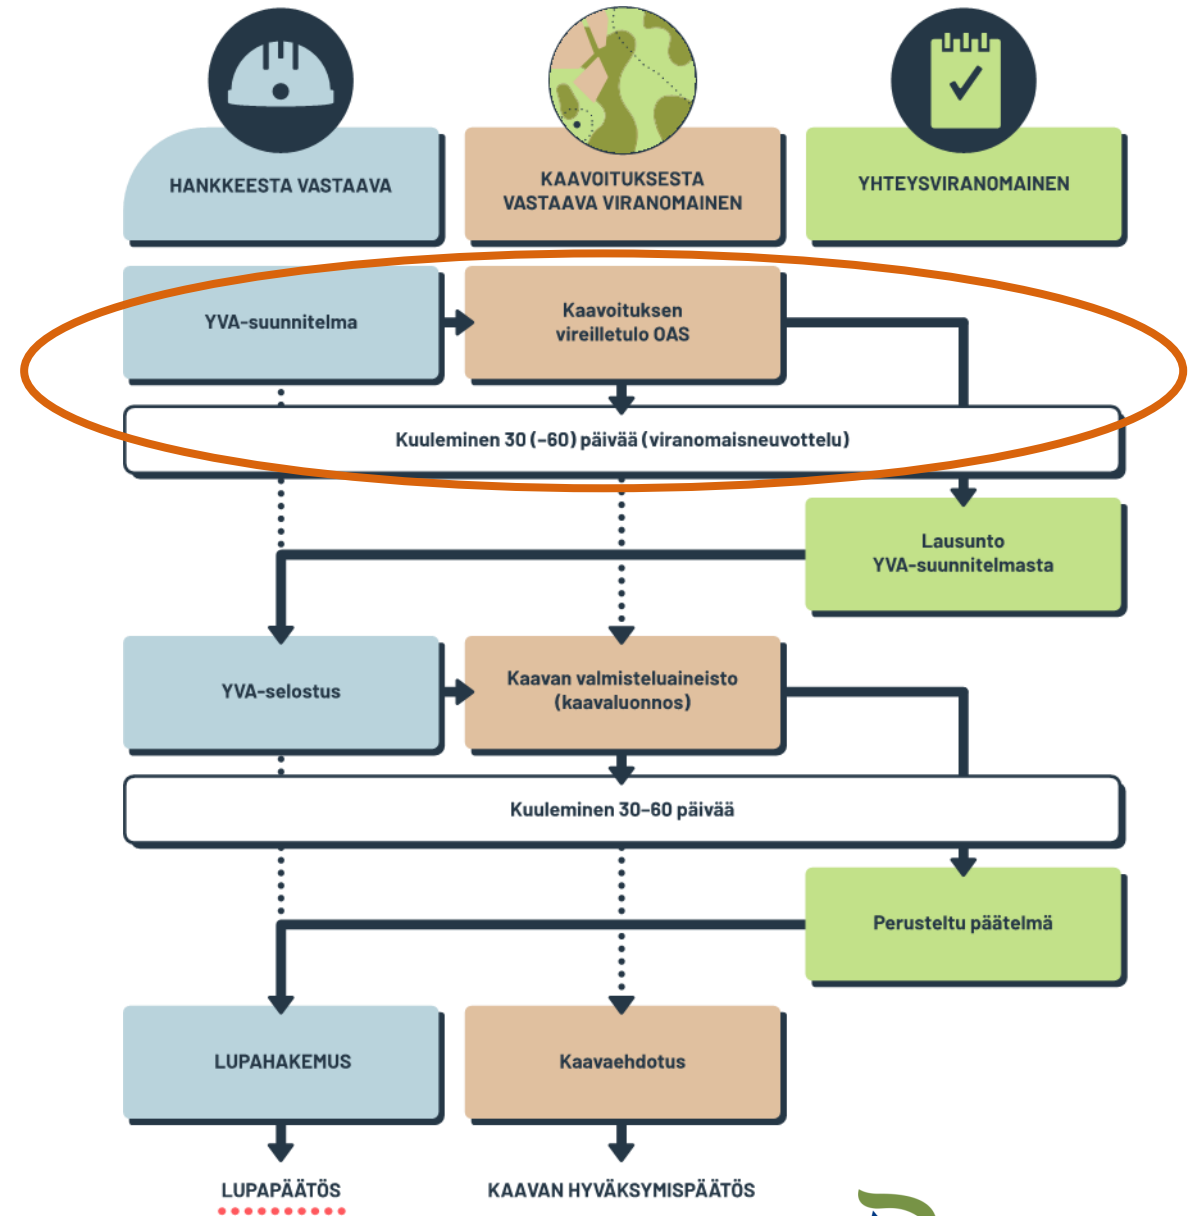 HANKKEESTA VASTAAVA
KAAVOITUKSESTA
VASTAAVA VIRANOMAINEN
YHTEYSVIRANOMAINEN
YVA-suunnitelma
Kaavoituksen
vireilletulo OAS
Kuuleminen 30 (–60) päivää (viranomaisneuvottelu)
Lausunto
YVA-suunnitelmasta
YVA-selostus
Kaavan valmisteluaineisto
(kaavaluonnos)
Kuuleminen 30–60 päivää
Perusteltu päätelmä
LUPAHAKEMUS
Kaavaehdotus
LUPAPÄÄTÖS
KAAVAN HYVÄKSYMISPÄÄTÖS